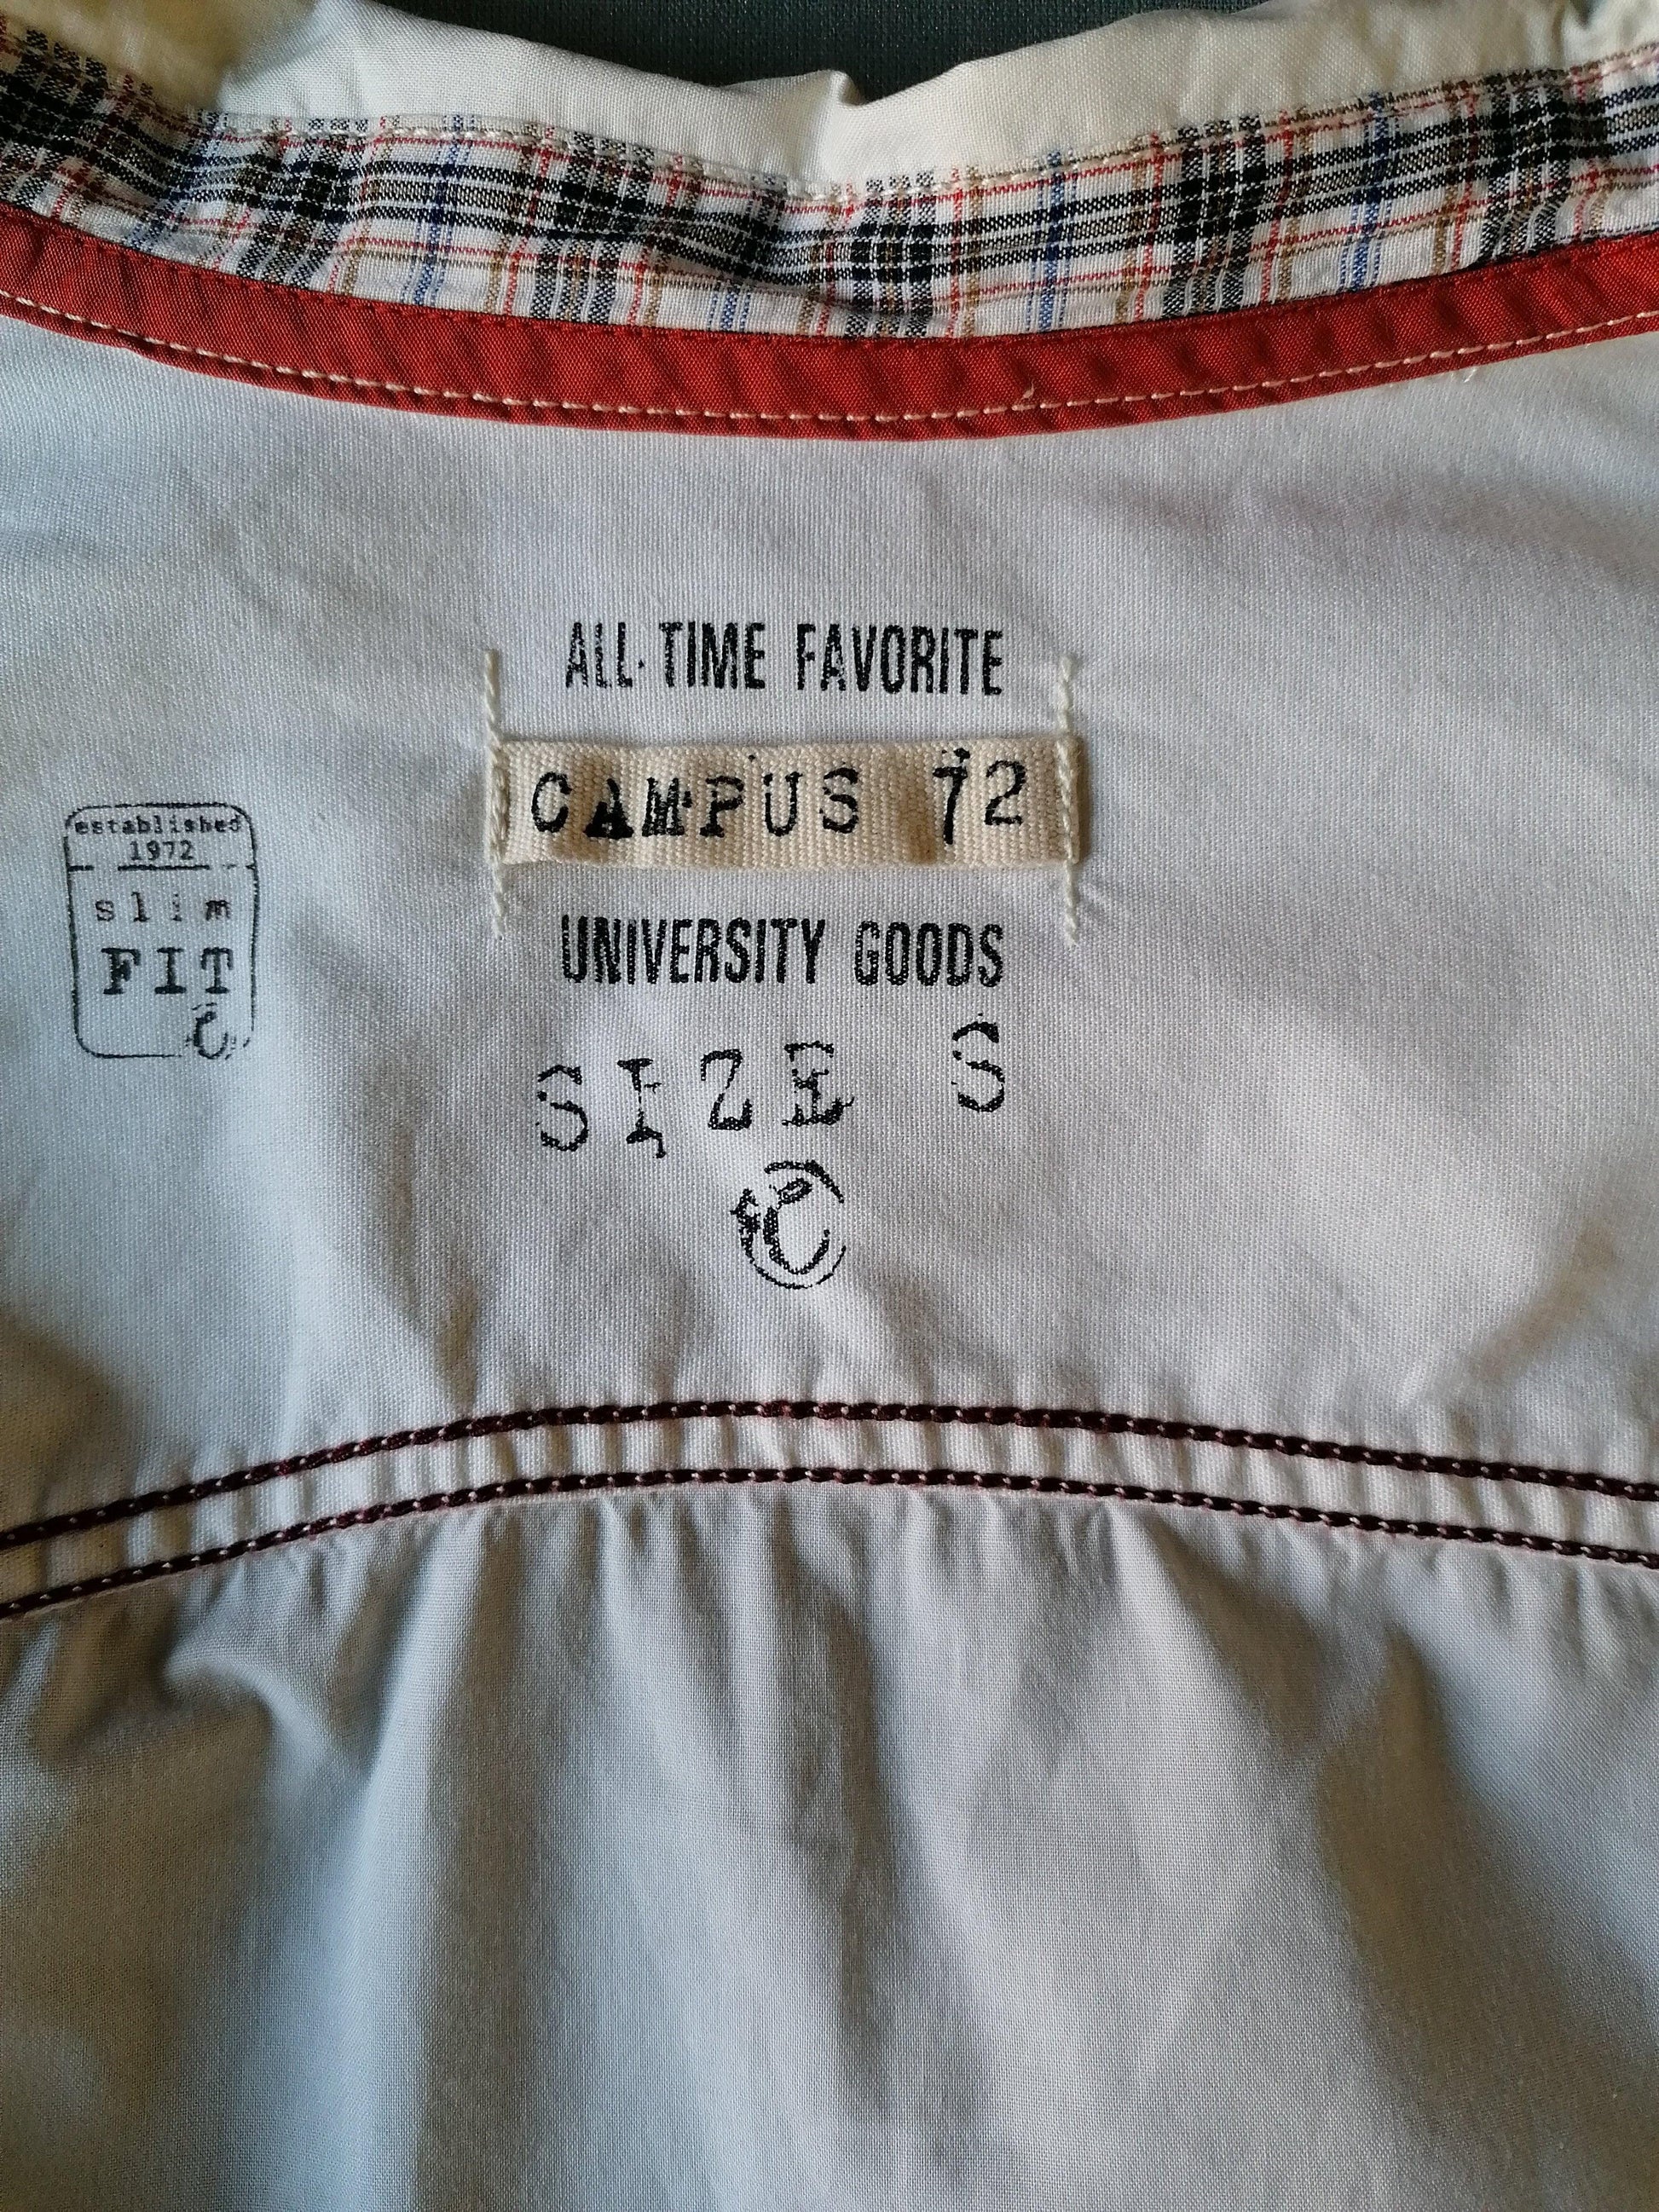 ALL·TIME FAVORITE
CAMPUS 72
UNIVERSITY GOODS
SIZE S
C
established
1972
slim
FIT
C